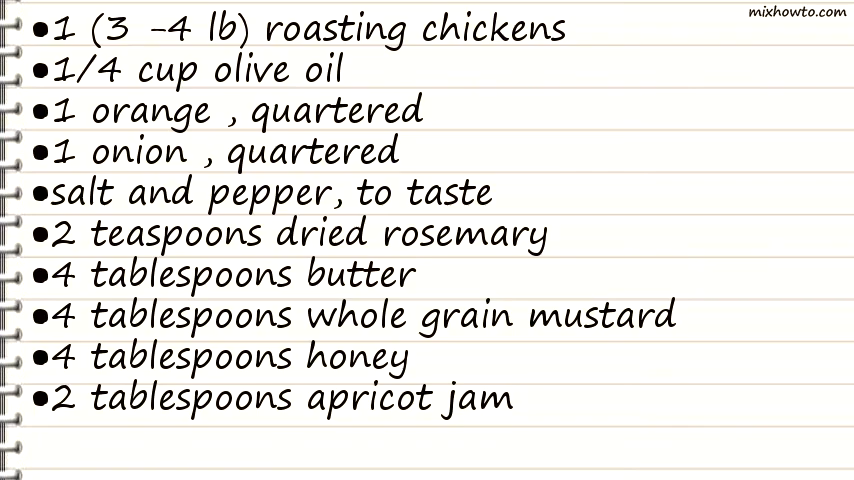 mixhowto.com
•1 (3 -4 lb) roasting chickens
•1/4 cup olive oil
•1 orange , quartered
•1 onion , quartered
•salt and pepper, to taste
•2 teaspoons dried rosemary
•4 tablespoons butter
•4 tablespoons whole grain mustard
•4 tablespoons honey
•2 tablespoons apricot jam